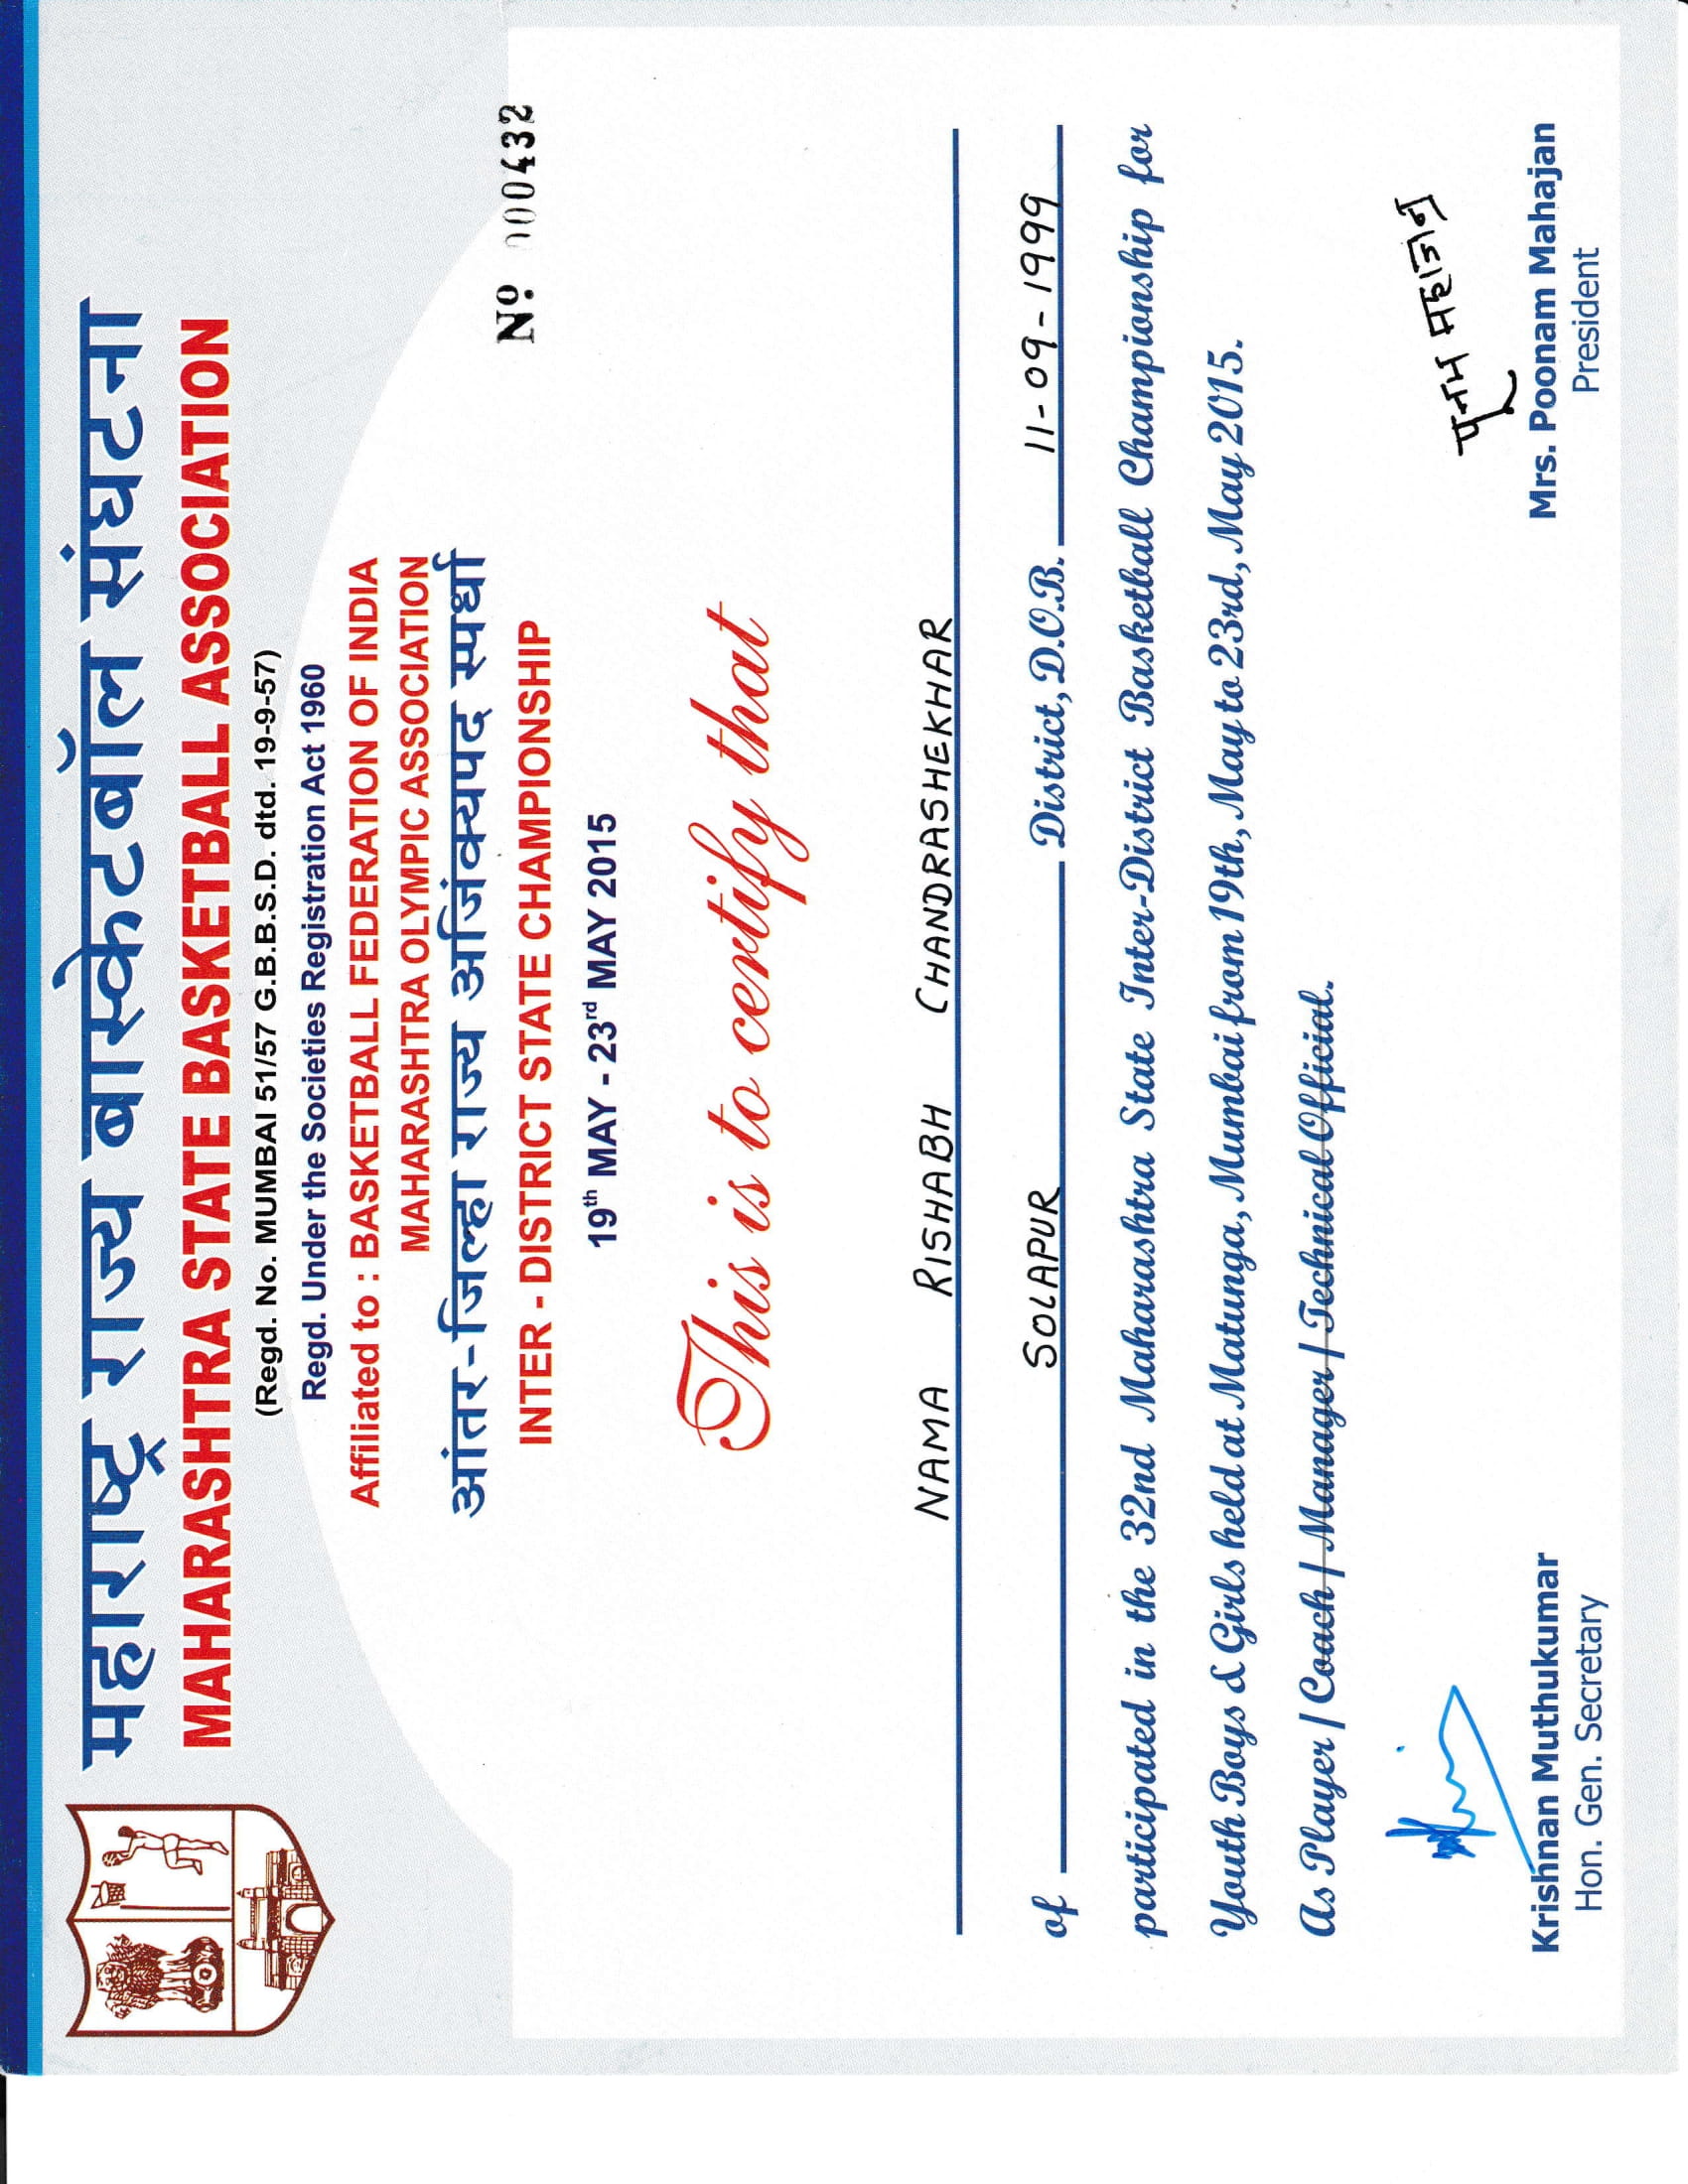 महाराष्ट्र राज्य बास्केटबॉल संघटना
MAHARASHTRA STATE BASKETBALL ASSOCIATION
(Regd. No. MUMBAI 51/57 G.B.B.S.D. dtd. 19-9-57)
Regd. Under the Societies Registration Act 1960
Affiliated to : BASKETBALL FEDERATION OF INDIA
MAHARASHTRA OLYMPIC ASSOCIATION
आंतर-जिल्हा राज्य अजिंक्यपद स्पर्धा
INTER - DISTRICT STATE CHAMPIONSHIP
Nº 000432
19th MAY - 23rd MAY 2015
This is to certify that
NAMA RISHABH CHANDRASHEKHAR
of SOLAPUR District, D.O.B. 11-09-1999
participated in the 32nd Maharashtra State Inter-District Basketball Championship for
Youth Boys & Girls held at Matunga, Mumbai from 19th, May to 23rd, May 2015.
As Player / Coach / Manager / Technical Official.
पूनम महाजन
Krishnan Muthukumar
Hon. Gen. Secretary
Mrs. Poonam Mahajan
President